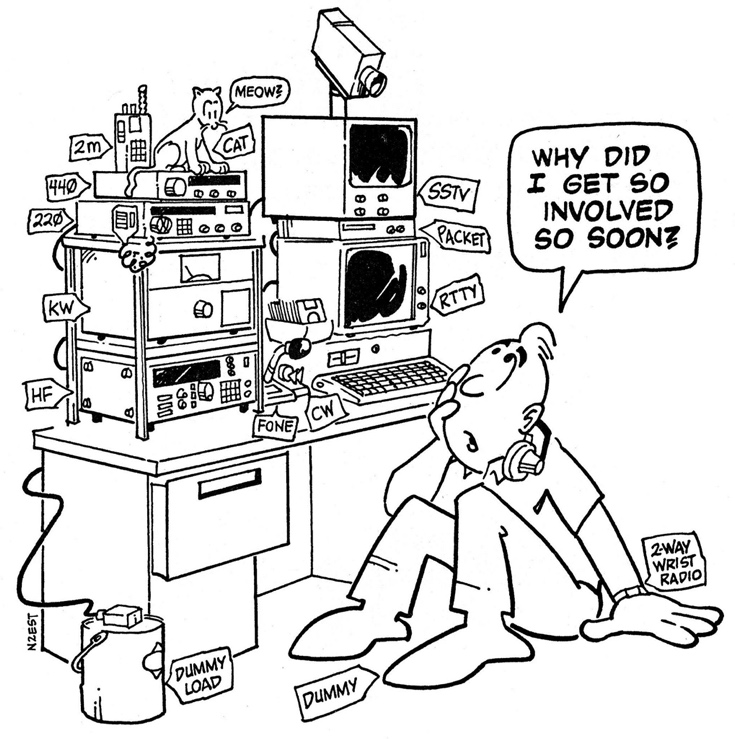 MEOW?
2m
CAT
440
220
WHY DID
I GET SO
INVOLVED
SO SOON?
SSTV
PACKET
KW
RTTY
HF
FONE
CW
2-WAY
WRIST
RADIO
N2EST
DUMMY
LOAD
DUMMY